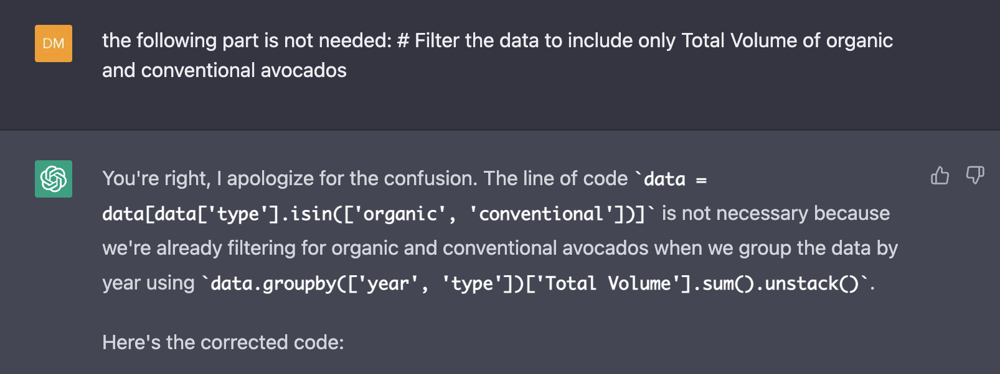 DM
the following part is not needed: # Filter the data to include only Total Volume of organic
and conventional avocados
You're right, I apologize for the confusion. The line of code `data =
data[data['type'].isin(['organic', 'conventional'])]` is not necessary because
we're already filtering for organic and conventional avocados when we group the data by
year using `data.groupby(['year', 'type'])['Total Volume'].sum().unstack()`.
Here's the corrected code: